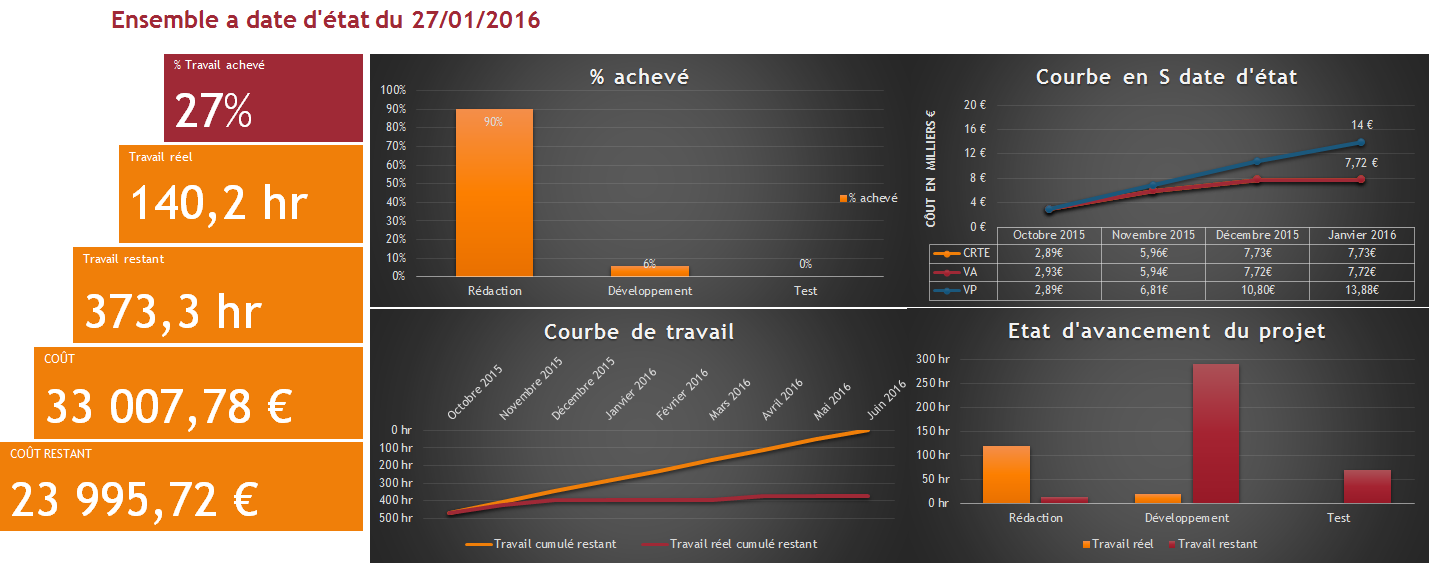 Ensemble a date d'état du 27/01/2016
% Travail achevé
27%
Travail réel
140,2 hr
Travail restant
373,3 hr
COÛT
33 007,78 €
COÛT RESTANT
23 995,72 €
% achevé
100%
90%
80%
70%
60%
50%
40%
30%
20%
10%
0%
90%
6%
0%
Rédaction Développement Test
% achevé
Courbe en S date d'état
CÔUT EN MILLIERS €
20 €
16 €
12 €
8 €
4 €
0 €
14 €
7,72 €
Octobre 2015 Novembre 2015 Décembre 2015 Janvier 2016
CRTE 2,89€ 5,96€ 7,73€ 7,73€
VA 2,93€ 5,94€ 7,72€ 7,72€
VP 2,89€ 6,81€ 10,80€ 13,88€
Courbe de travail
Octobre 2015
Novembre 2015
Décembre 2015
Janvier 2016
Février 2016
Mars 2016
Avril 2016
Mai 2016
Juin 2016
0 hr
100 hr
200 hr
300 hr
400 hr
500 hr
Travail cumulé restant Travail réel cumulé restant
Etat d'avancement du projet
300 hr
250 hr
200 hr
150 hr
100 hr
50 hr
0 hr
Rédaction Développement Test
Travail réel Travail restant